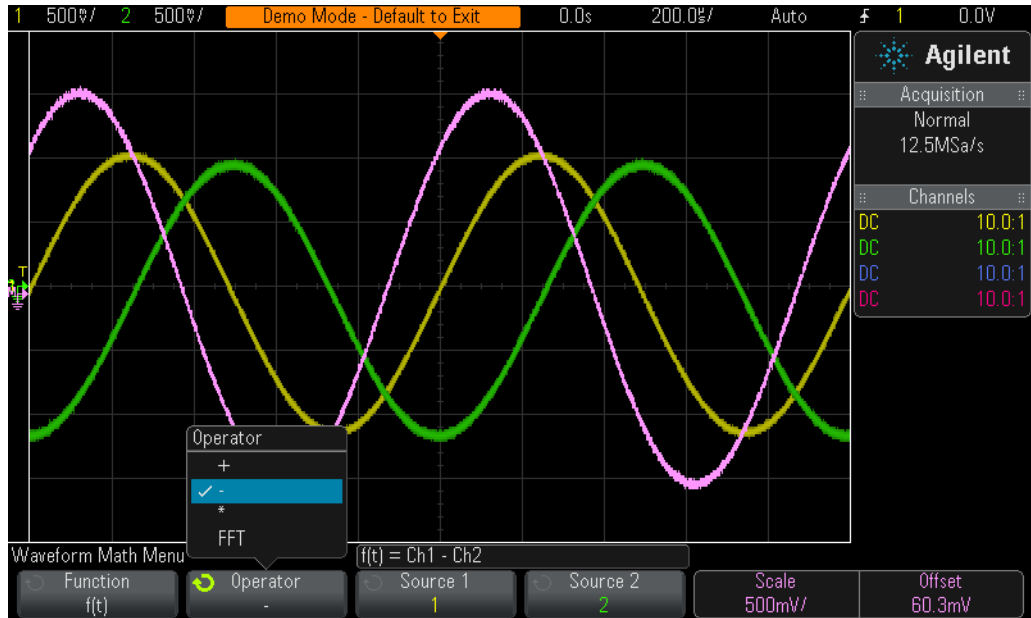 1 500mV/ 2 500mV/ Demo Mode - Default to Exit 0.0s 200.0µs/ Auto 1 0.0V
Agilent
Acquisition
Normal
12.5MSa/s
Channels
DC 10.0:1
DC 10.0:1
DC 10.0:1
DC 10.0:1
T
Operator
+
-
*
FFT
Waveform Math Menu
f(t) = Ch1 - Ch2
Function
f(t)
Operator
-
Source 1
1
Source 2
2
Scale
500mV/
Offset
60.3mV